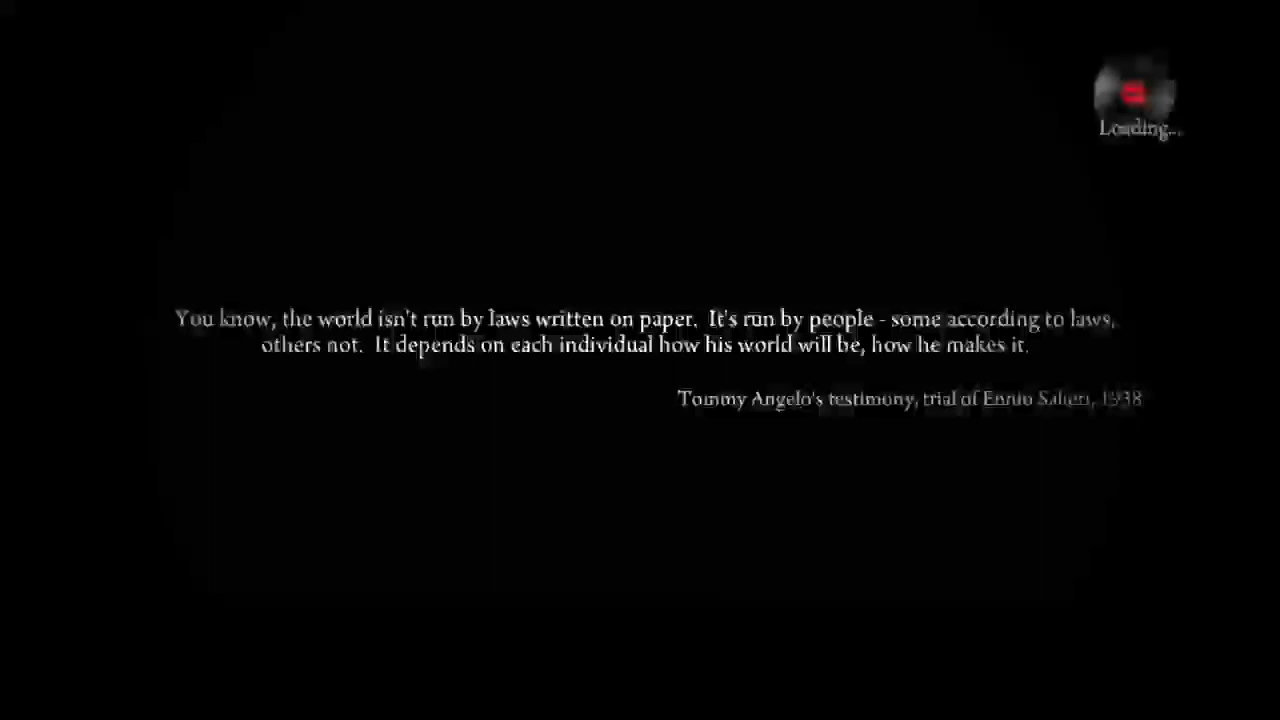 Loading...
You know, the world isn't run by laws written on paper. It's run by people - some according to laws,
others not. It depends on each individual how his world will be, how he makes it.
Tommy Angelo's testimony, trial of Ennio Salieri, 1938